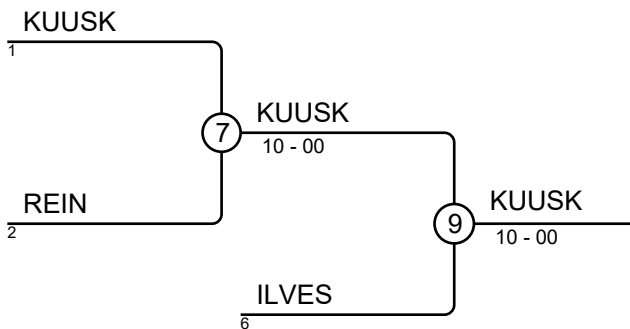 KUUSK
1
7
KUUSK
10 - 00
REIN
2
9
KUUSK
10 - 00
ILVES
6